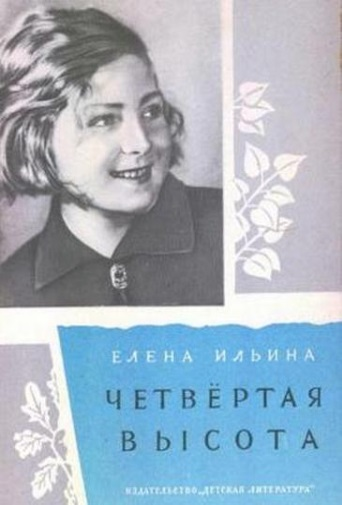 ЕЛЕНА ИЛЬИНА
ЧЕТВЁРТАЯ
ВЫСОТА
ИЗДАТЕЛЬСТВО „ДЕТСКАЯ ЛИТЕРАТУРА"